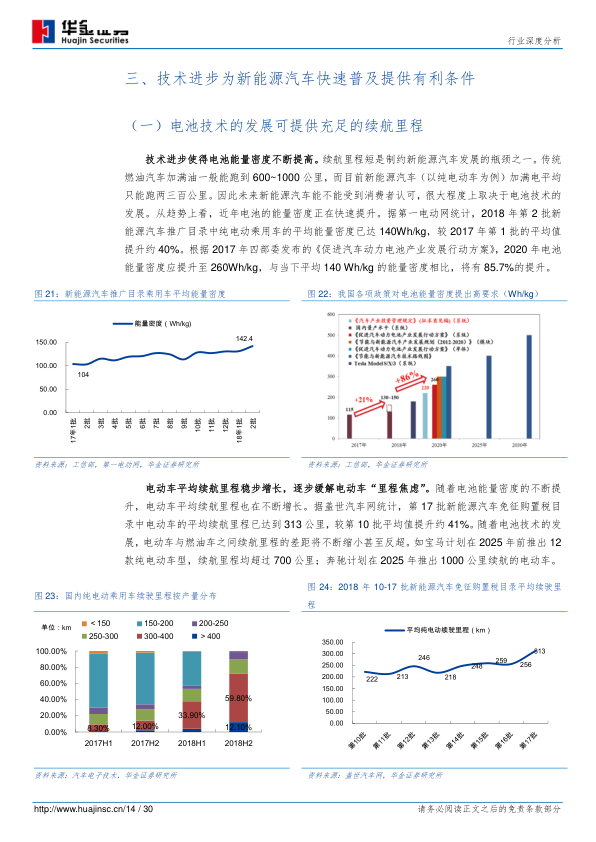 华金证券
Huajin Securities
行业深度分析
三、技术进步为新能源汽车快速普及提供有利条件
（一）电池技术的发展可提供充足的续航里程
技术进步使得电池能量密度不断提高。续航里程短是制约新能源汽车发展的瓶颈之一。传统
燃油汽车加满油一般能跑到 600~1000 公里，而目前新能源汽车（以纯电动车为例）加满电平均
只能跑两三百公里。因此未来新能源汽车能不能受到消费者认可，很大程度上取决于电池技术的
发展。从趋势上看，近年电池的能量密度正在快速提升。据第一电动网统计，2018 年第 2 批新
能源汽车推广目录中纯电动乘用车的平均能量密度已达 140Wh/kg，较 2017 年第 1 批的平均值
提升约 40%。根据 2017 年四部委发布的《促进汽车动力电池产业发展行动方案》，2020 年电池
能量密度应提升至 260Wh/kg，与当下平均 140 Wh/kg 的能量密度相比，将有 85.7%的提升。
图 21：新能源汽车推广目录乘用车平均能量密度
能量密度（Wh/kg）
150.00
100.00
50.00
0.00
104
142.4
17年1批
2批
3批
4批
5批
6批
7批
8批
9批
10批
11批
12批
18年1批
2批
资料来源：工信部，第一电动网，华金证券研究所
图 22：我国各项政策对电池能量密度提出高要求（Wh/kg）
600
500
400
300
200
100
0
《汽车产业投资管理规定》(征求意见稿)（系统）
国内量产水平（系统）
《促进汽车动力电池产业发展行动方案》（系统）
《节能与新能源汽车产业发展规划（2012-2020）》（模块）
《促进汽车动力电池产业发展行动方案》（单体）
《节能与新能源汽车技术路线图》
Tesla ModelS/X/3（系统）
115
+21%
130~150
+86%
220
260
2017年
2018年
2020年
2025年
2030年
资料来源：工信部，华金证券研究所
电动车平均续航里程稳步增长，逐步缓解电动车“里程焦虑”。随着电池能量密度的不断提
升，电动车平均续航里程也在不断增长。据盖世汽车网统计，第 17 批新能源汽车免征购置税目
录中电动车的平均续航里程已达到 313 公里，较第 10 批平均值提升约 41%。随着电池技术的发
展，电动车与燃油车之间续航里程的差距将不断缩小甚至反超。如宝马计划在 2025 年前推出 12
款纯电动车型，续航里程均超过 700 公里；奔驰计划在 2025 年推出 1000 公里续航的电动车。
图 23：国内纯电动乘用车续驶里程按产量分布
单位：km
< 150
150-200
200-250
250-300
300-400
> 400
100.00%
80.00%
60.00%
40.00%
20.00%
0.00%
8.30%
12.00%
33.90%
59.80%
12.30%
2017H1
2017H2
2018H1
2018H2
资料来源：汽车电子技术，华金证券研究所
图 24：2018 年 10-17 批新能源汽车免征购置税目录平均续驶里
程
平均纯电动续驶里程（km）
350.00
300.00
250.00
200.00
150.00
100.00
50.00
0.00
222
213
246
218
248
259
256
313
第10批
第11批
第12批
第13批
第14批
第15批
第16批
第17批
资料来源：盖世汽车网，华金证券研究所
http://www.huajinsc.cn/14 / 30
请务必阅读正文之后的免责条款部分